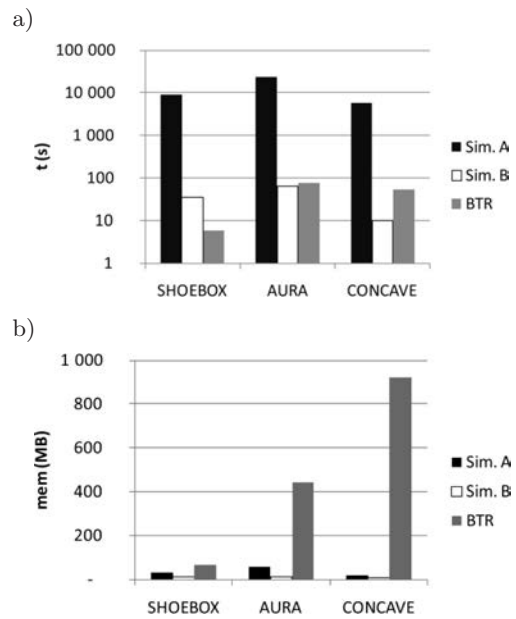 a)
100 000
10 000
1 000
100
10
1
t (s)
SHOEBOX
AURA
CONCAVE
Sim. A
Sim. B
BTR
b)
1 000
800
600
400
200
-
mem (MB)
SHOEBOX
AURA
CONCAVE
Sim. A
Sim. B
BTR